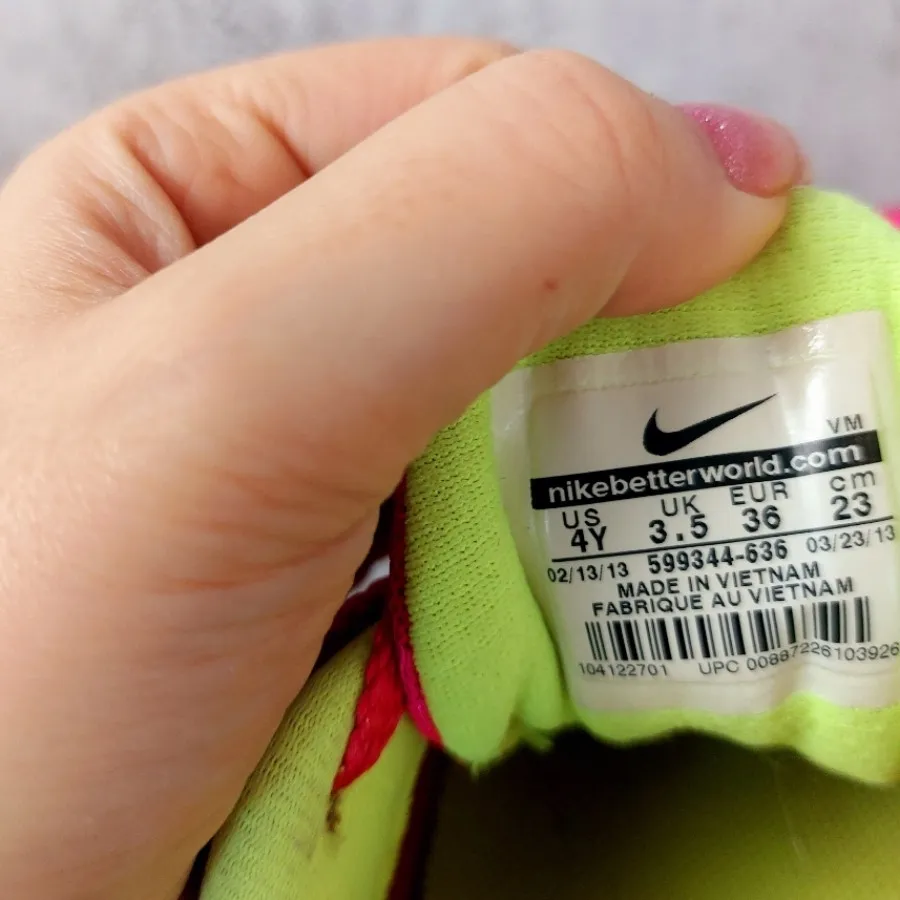 VM
nikebetterworld.com
US UK EUR cm
4Y 3.5 36 23
02/13/13 599344-636 03/23/13
MADE IN VIETNAM
FABRIQUE AU VIETNAM
104122701 UPC 00887226103926